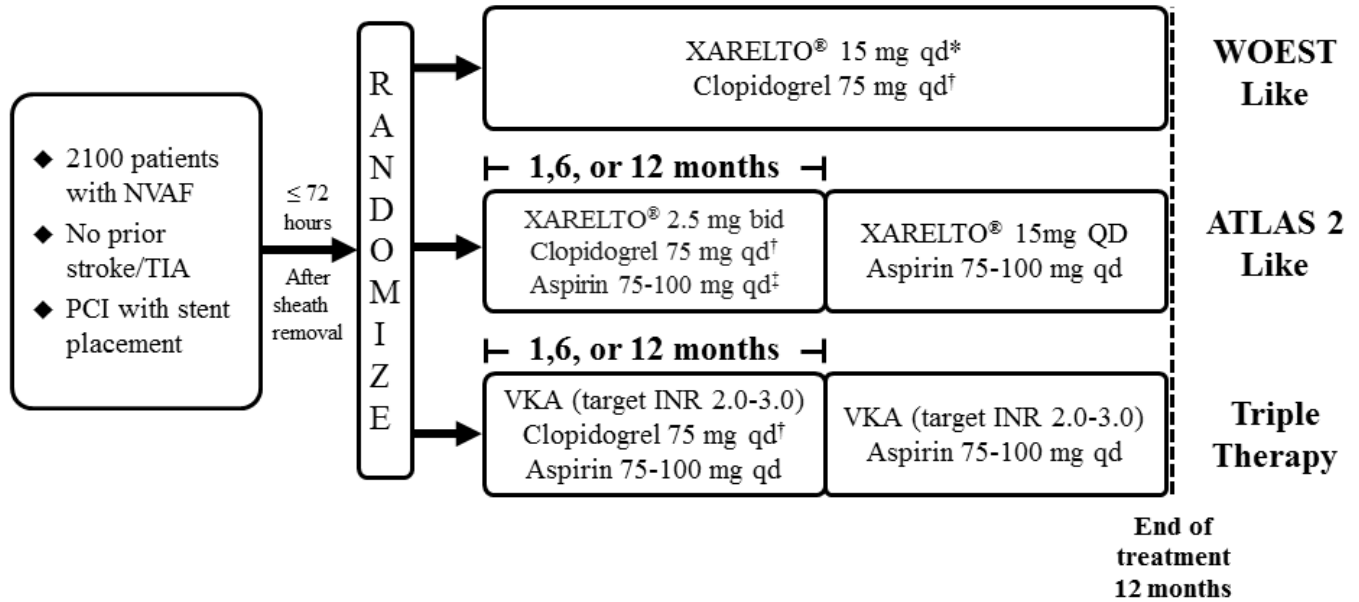 ◆ 2100 patients
with NVAF
◆ No prior
stroke/TIA
◆ PCI with stent
placement
≤ 72
hours
After
sheath
removal
R
A
N
D
O
M
I
Z
E
XARELTO® 15 mg qd*
Clopidogrel 75 mg qd†
WOEST
Like
1,6, or 12 months
XARELTO® 2.5 mg bid
Clopidogrel 75 mg qd†
Aspirin 75-100 mg qd‡
XARELTO® 15mg QD
Aspirin 75-100 mg qd
ATLAS 2
Like
1,6, or 12 months
VKA (target INR 2.0-3.0)
Clopidogrel 75 mg qd†
Aspirin 75-100 mg qd
VKA (target INR 2.0-3.0)
Aspirin 75-100 mg qd
Triple
Therapy
End of
treatment
12 months